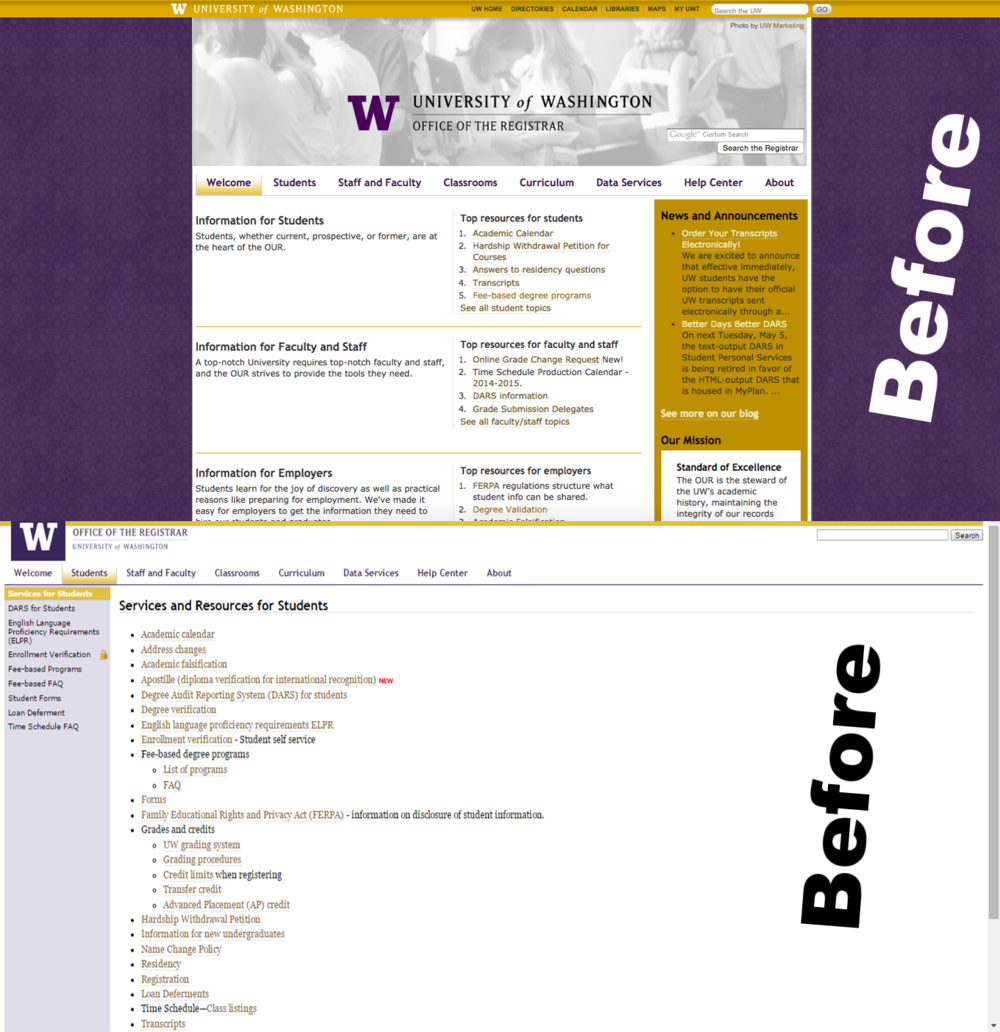 W UNIVERSITY of WASHINGTON
UW HOME DIRECTORIES CALENDAR LIBRARIES MAPS MY UWT Search the UW GO
Photo by UW Marketing
W UNIVERSITY of WASHINGTON
OFFICE OF THE REGISTRAR
Google™ Custom Search
Search the Registrar
Welcome Students Staff and Faculty Classrooms Curriculum Data Services Help Center About
Information for Students
Students, whether current, prospective, or former, are at
the heart of the OUR.
Top resources for students
1. Academic Calendar
2. Hardship Withdrawal Petition for
Courses
3. Answers to residency questions
4. Transcripts
5. Fee-based degree programs
See all student topics
Information for Faculty and Staff
A top-notch University requires top-notch faculty and staff,
and the OUR strives to provide the tools they need.
Top resources for faculty and staff
1. Online Grade Change Request New!
2. Time Schedule Production Calendar -
2014-2015.
3. DARS information
4. Grade Submission Delegates
See all faculty/staff topics
Information for Employers
Students learn for the joy of discovery as well as practical
reasons like preparing for employment. We've made it
easy for employers to get the information they need to
hire our students and graduates.
Top resources for employers
1. FERPA regulations structure what
student info can be shared.
2. Degree Validation
3. Academic Falsification
News and Announcements
• Order Your Transcripts
Electronically!
We are excited to announce
that effective immediately,
UW students have the
option to have their official
UW transcripts sent
electronically through a...
• Better Days Better DARS
On next Tuesday, May 5,
the text-output DARS in
Student Personal Services
is being retired in favor of
the HTML-output DARS that
is housed in MyPlan. ...
See more on our blog
Our Mission
Standard of Excellence
The OUR is the steward of
the UW's academic
history, maintaining the
integrity of our records
Before
W OFFICE OF THE REGISTRAR
UNIVERSITY of WASHINGTON
Search
Welcome Students Staff and Faculty Classrooms Curriculum Data Services Help Center About
Services for Students
DARS for Students
English Language
Proficiency Requirements
(ELPR)
Enrollment Verification
Fee-based Programs
Fee-based FAQ
Student Forms
Loan Deferment
Time Schedule FAQ
Services and Resources for Students
• Academic calendar
• Address changes
• Academic falsification
• Apostille (diploma verification for international recognition) NEW
• Degree Audit Reporting System (DARS) for students
• Degree verification
• English language proficiency requirements ELPR
• Enrollment verification - Student self service
• Fee-based degree programs
◦ List of programs
◦ FAQ
• Forms
• Family Educational Rights and Privacy Act (FERPA) - information on disclosure of student information.
• Grades and credits
◦ UW grading system
◦ Grading procedures
◦ Credit limits when registering
◦ Transfer credit
◦ Advanced Placement (AP) credit
• Hardship Withdrawal Petition
• Information for new undergraduates
• Name Change Policy
• Residency
• Registration
• Loan Deferments
• Time Schedule—Class listings
• Transcripts
Before